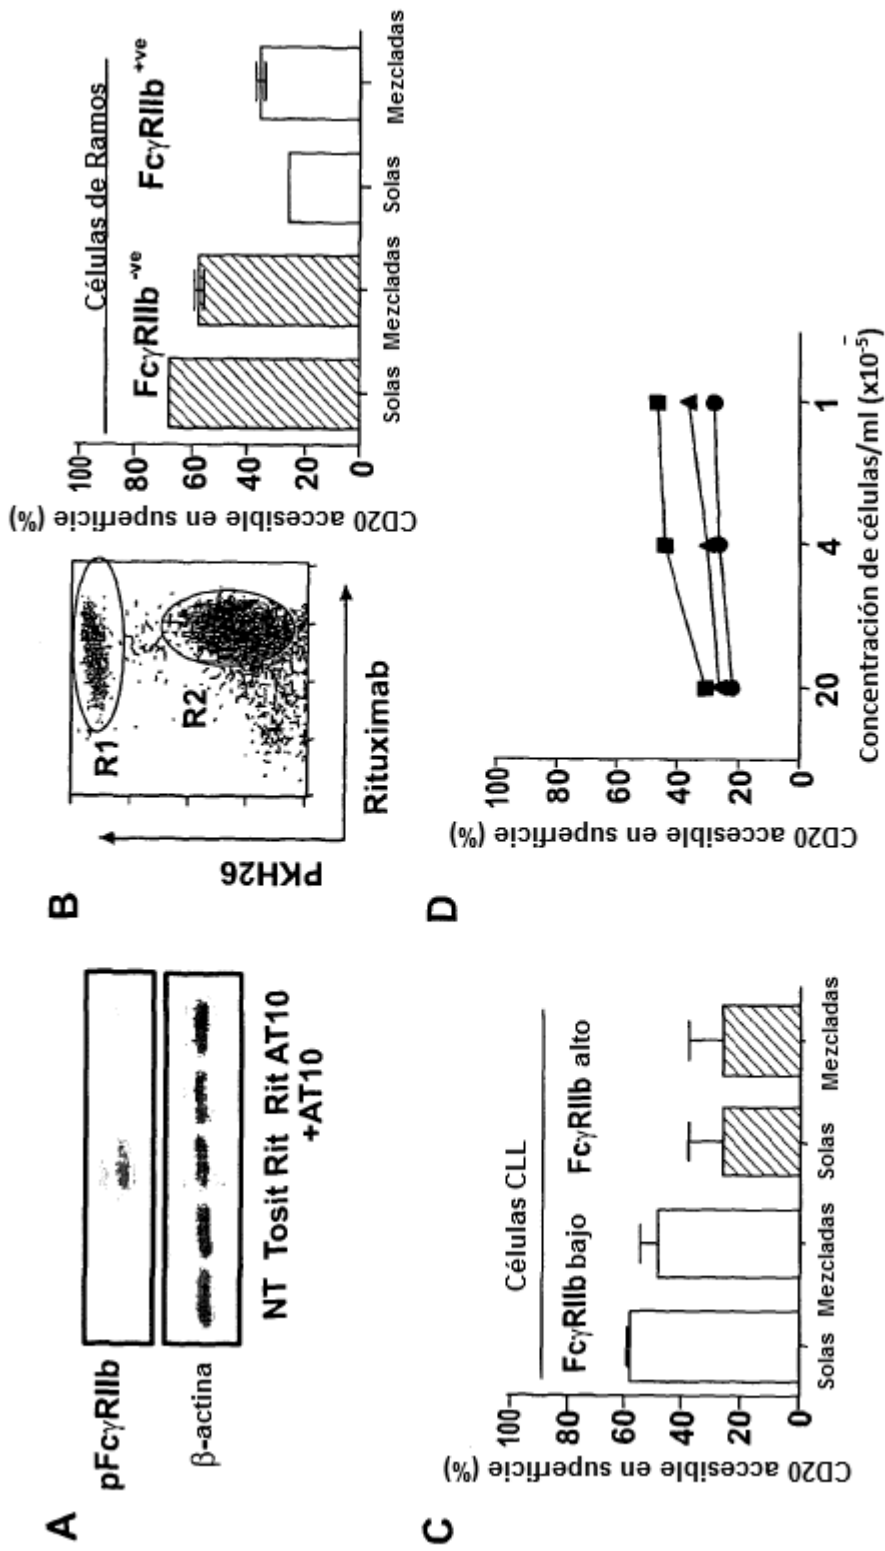 A
pFcγRIIb
β-actina
NT Tosit Rit Rit AT10
+AT10
B
PKH26
R1
R2
Rituximab
CD20 accesible en superficie (%)
100
80
60
40
20
0
Células de Ramos
FcγRIIb-ve
FcγRIIb+ve
Solas Mezcladas Solas Mezcladas
C
CD20 accesible en superficie (%)
100
80
60
40
20
0
Células CLL
FcγRIIb bajo
FcγRIIb alto
Solas Mezcladas Solas Mezcladas
D
CD20 accesible en superficie (%)
100
80
60
40
20
0
20 4 1
Concentración de células/ml (x10-5)